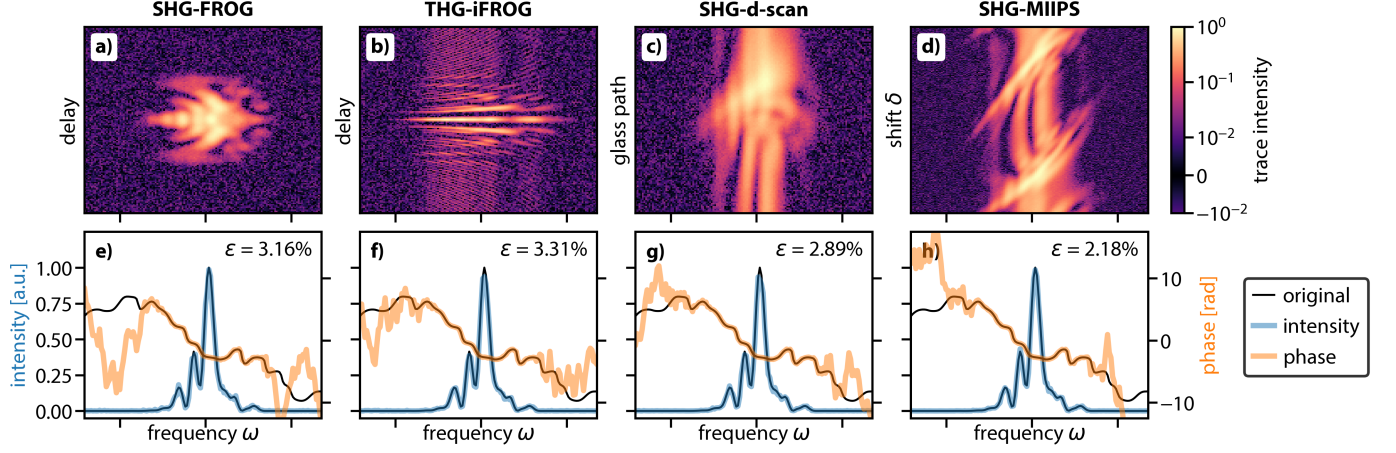 SHG-FROG
THG-iFROG
SHG-d-scan
SHG-MIIPS
a)
b)
c)
d)
delay
delay
glass path
shift δ
10⁰
10⁻¹
10⁻²
0
−10⁻²
trace intensity
e)
ε = 3.16%
f)
ε = 3.31%
g)
ε = 2.89%
h)
ε = 2.18%
intensity [a.u.]
1.00
0.75
0.50
0.25
0.00
10
0
−10
phase [rad]
original
intensity
phase
frequency ω
frequency ω
frequency ω
frequency ω